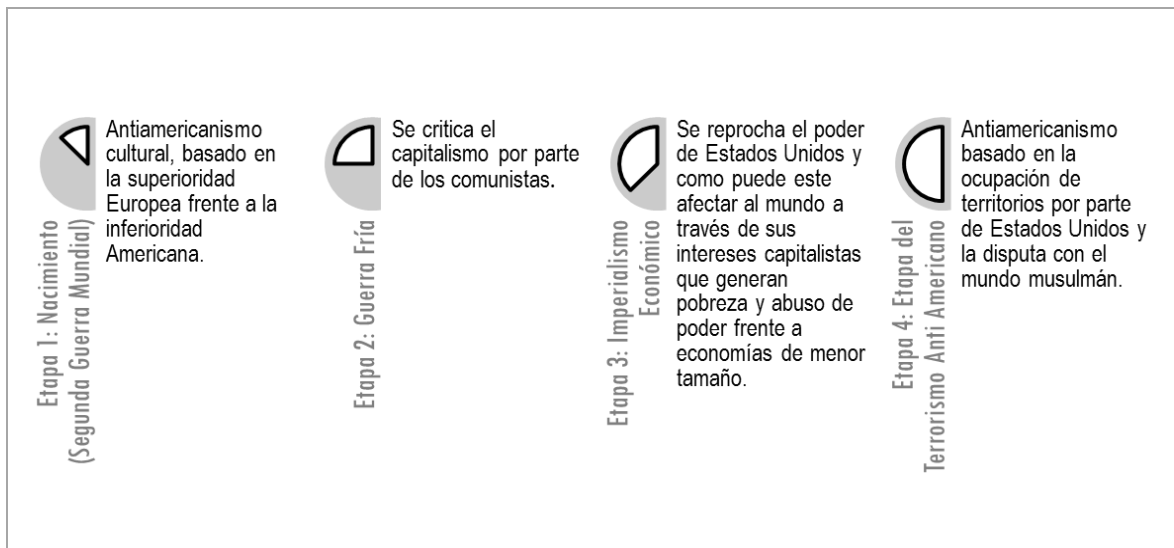 Etapa 1: Nacimiento
(Segunda Guerra Mundial)
Antiamericanismo
cultural, basado en
la superioridad
Europea frente a la
inferioridad
Americana.
Etapa 2: Guerra Fría
Se critica el
capitalismo por parte
de los comunistas.
Etapa 3: Imperialismo
Económico
Se reprocha el poder
de Estados Unidos y
como puede este
afectar al mundo a
través de sus
intereses capitalistas
que generan
pobreza y abuso de
poder frente a
economías de menor
tamaño.
Etapa 4: Etapa del
Terrorismo Anti Americano
Antiamericanismo
basado en la
ocupación de
territorios por parte
de Estados Unidos y
la disputa con el
mundo musulmán.